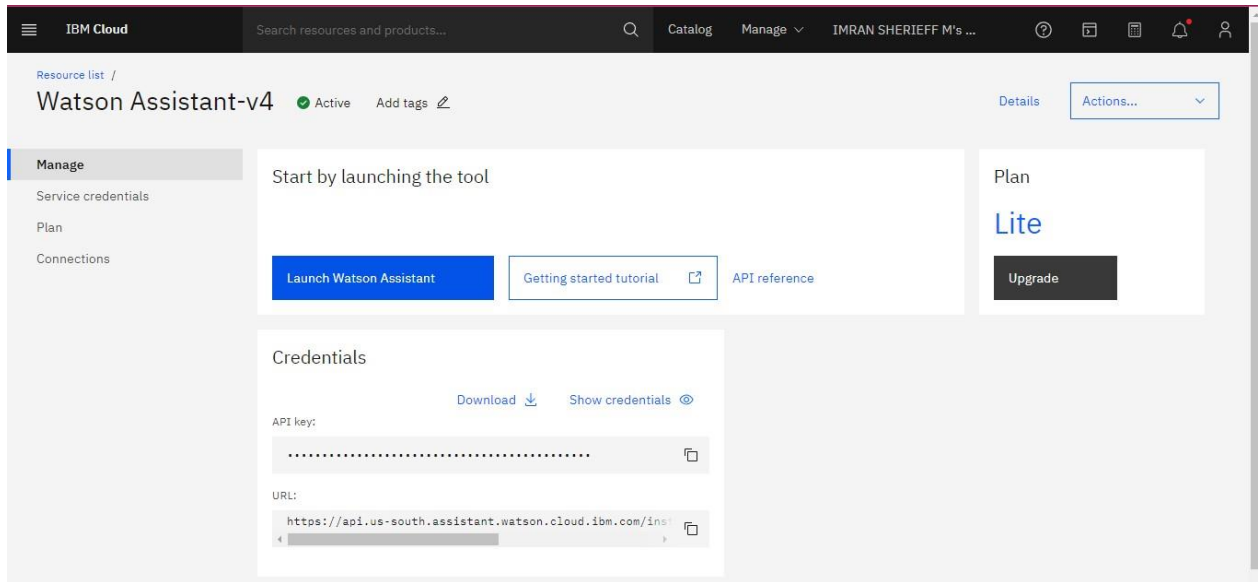 IBM Cloud
Search resources and products...
Catalog
Manage
IMRAN SHERIEFF M's ...
Resource list /
Watson Assistant-v4
Active
Add tags
Details
Actions...
Manage
Service credentials
Plan
Connections
Start by launching the tool
Launch Watson Assistant
Getting started tutorial
API reference
Plan
Lite
Upgrade
Credentials
Download
Show credentials
API key:
............................................
URL:
https://api.us-south.assistant.watson.cloud.ibm.com/ins